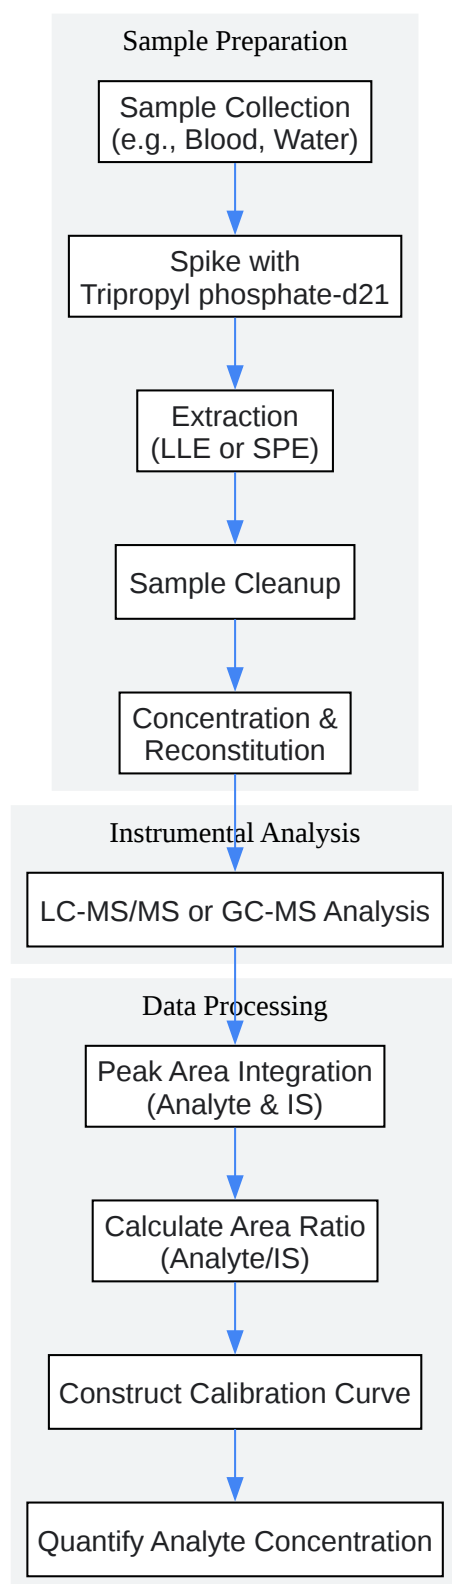 Sample Preparation
Sample Collection
(e.g., Blood, Water)
Spike with
Tripropyl phosphate-d21
Extraction
(LLE or SPE)
Sample Cleanup
Concentration &
Reconstitution
Instrumental Analysis
LC-MS/MS or GC-MS Analysis
Data Processing
Peak Area Integration
(Analyte & IS)
Calculate Area Ratio
(Analyte/IS)
Construct Calibration Curve
Quantify Analyte Concentration